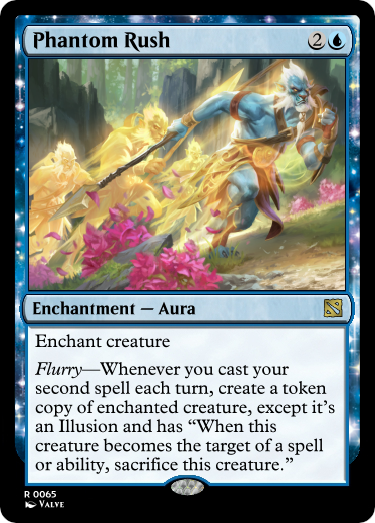 Phantom Rush 2
Enchantment — Aura
Enchant creature
Flurry—Whenever you cast your
second spell each turn, create a token
copy of enchanted creature, except it's
an Illusion and has “When this
creature becomes the target of a spell
or ability, sacrifice this creature.”
R 0065
Valve